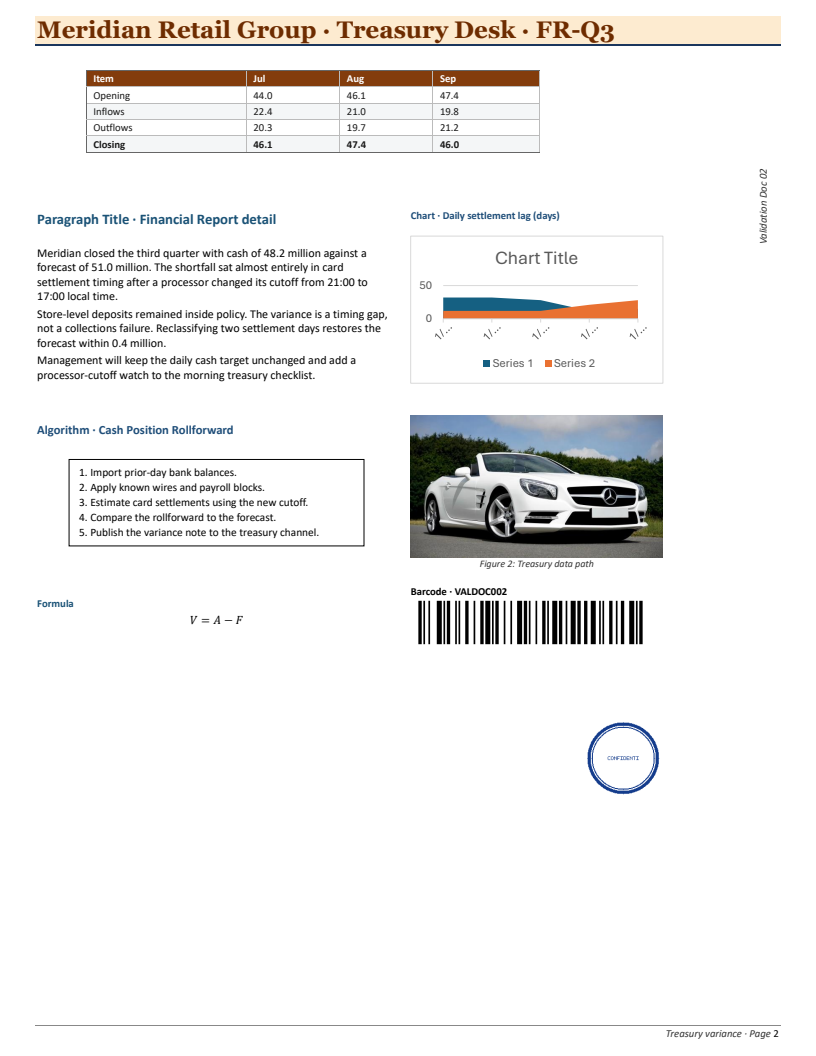 Meridian Retail Group · Treasury Desk · FR-Q3
Item Jul Aug Sep
Opening 44.0 46.1 47.4
Inflows 22.4 21.0 19.8
Outflows 20.3 19.7 21.2
Closing 46.1 47.4 46.0
Validation Doc 02
Paragraph Title · Financial Report detail
Meridian closed the third quarter with cash of 48.2 million against a
forecast of 51.0 million. The shortfall sat almost entirely in card
settlement timing after a processor changed its cutoff from 21:00 to
17:00 local time.
Store-level deposits remained inside policy. The variance is a timing gap,
not a collections failure. Reclassifying two settlement days restores the
forecast within 0.4 million.
Management will keep the daily cash target unchanged and add a
processor-cutoff watch to the morning treasury checklist.
Algorithm · Cash Position Rollforward
1. Import prior-day bank balances.
2. Apply known wires and payroll blocks.
3. Estimate card settlements using the new cutoff.
4. Compare the rollforward to the forecast.
5. Publish the variance note to the treasury channel.
Formula
V = A − F
Chart · Daily settlement lag (days)
Chart Title
50
0
1/... 1/... 1/... 1/... 1/...
Series 1 Series 2
Figure 2: Treasury data path
Barcode · VALDOC002
CONFIDENTI
Treasury variance · Page 2